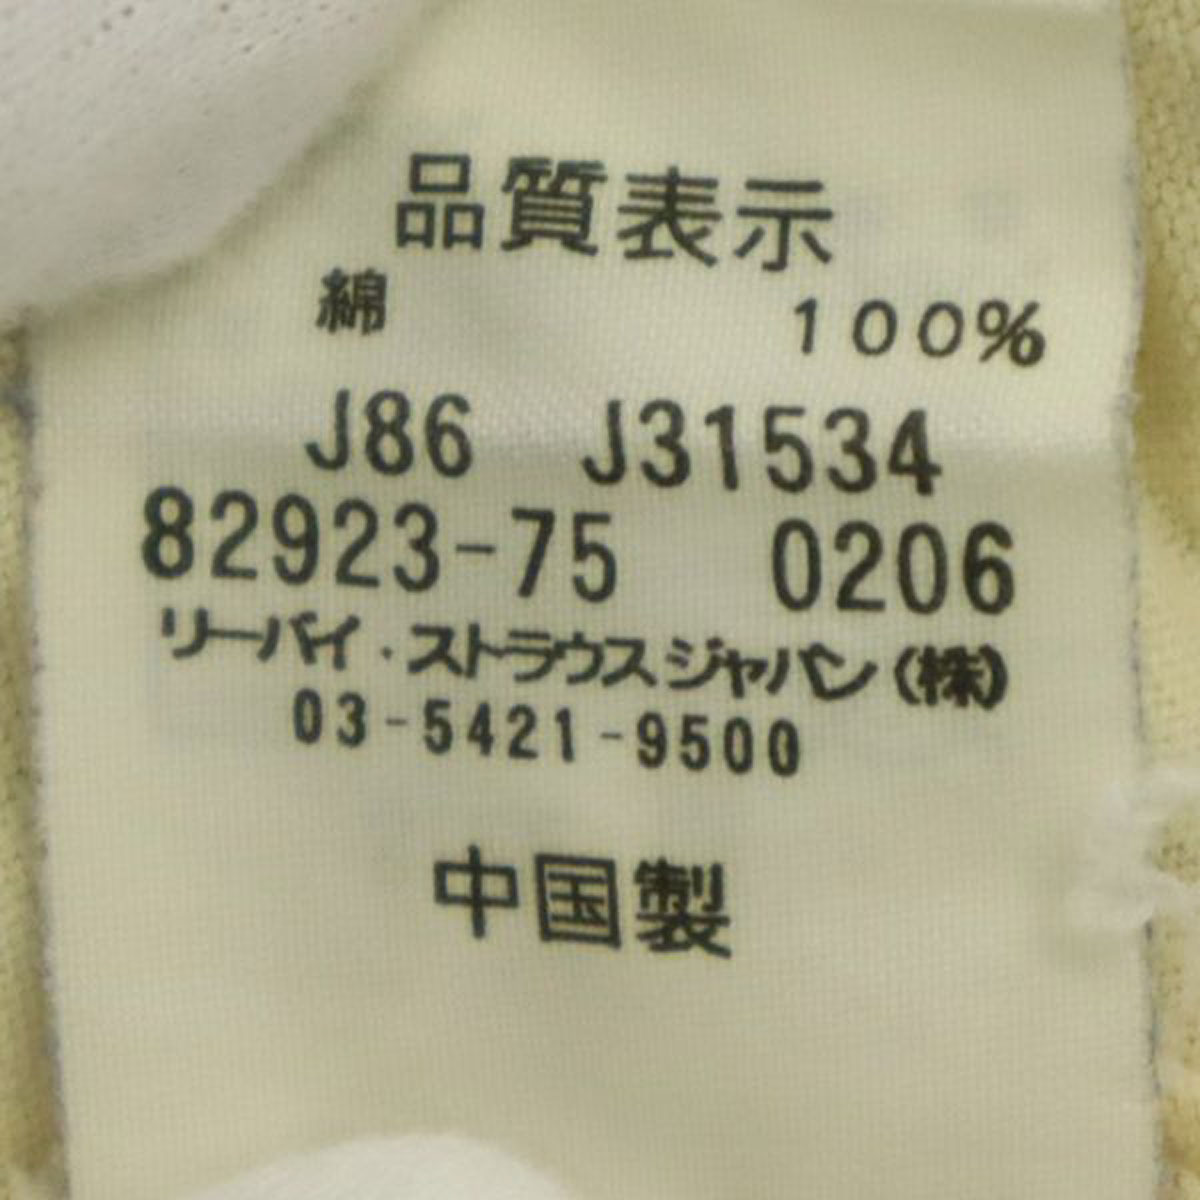 品質表示
綿 100%
J86 J31534
82923-75 0206
リーバイ・ストラウスジャパン(株)
03-5421-9500
中国製